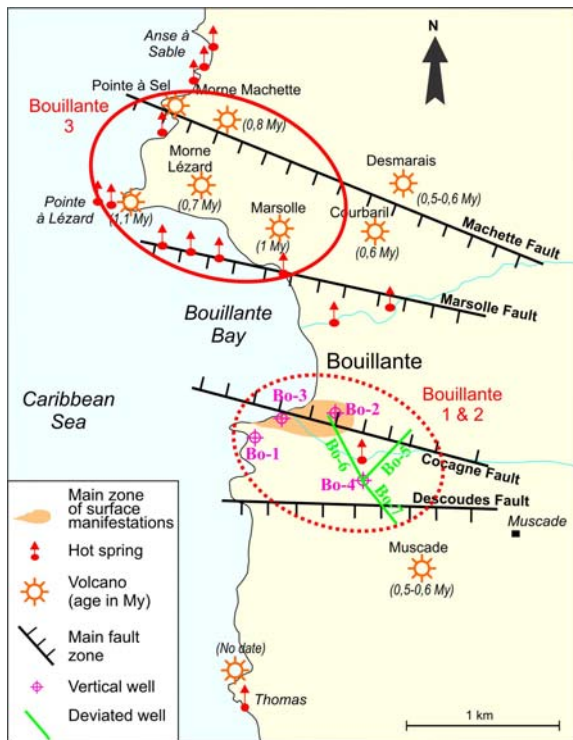 Anse à
Sable
N
Pointe à Sel
Morne Machette
Bouillante
3
(0,8 My)
Morne
Lézard
Desmarais
Pointe
à Lézard
(1,1 My)
(0,7 My)
Marsolle
(0,5-0,6 My)
Courbaril
(1 My)
(0,6 My)
Machette Fault
Marsolle Fault
Bouillante
Bay
Bouillante
Caribbean
Sea
Bouillante
1 & 2
Bo-3
Bo-2
Bo-1
Bo-6
Bo-5
Cocagne Fault
Bo-4
Bo-7
Descoudes Fault
Muscade
Muscade
(0,5-0,6 My)
(No date)
Thomas
1 km
Main zone
of surface
manifestations
Hot spring
Volcano
(age in My)
Main fault
zone
Vertical well
Deviated well